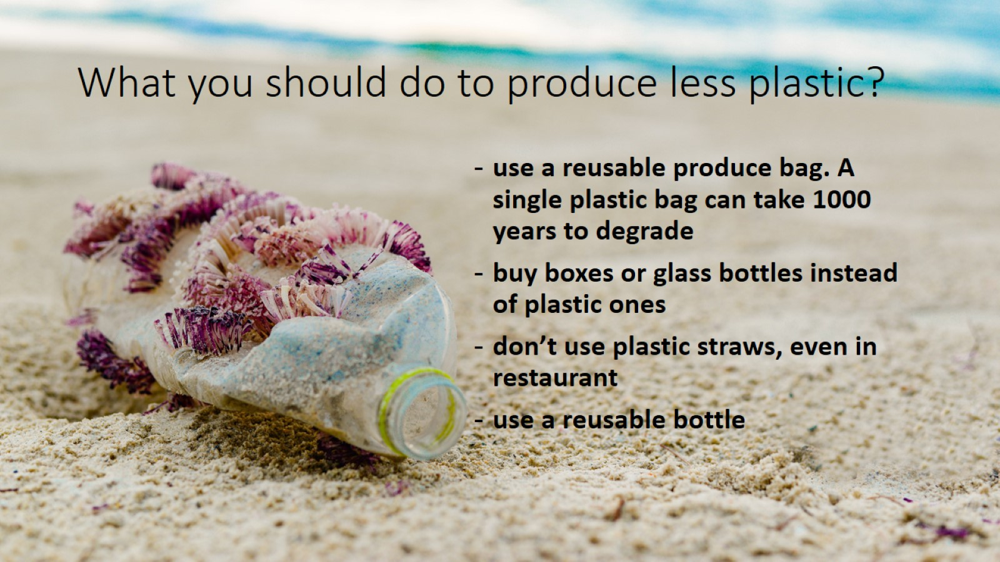 What you should do to produce less plastic?
- use a reusable produce bag. A
single plastic bag can take 1000
years to degrade
- buy boxes or glass bottles instead
of plastic ones
- don’t use plastic straws, even in
restaurant
- use a reusable bottle